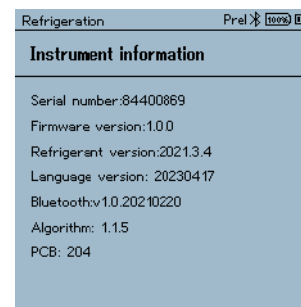 Refrigeration Prel 100%
Instrument information
Serial number:84400869
Firmware version:1.0.0
Refrigerant version:2021.3.4
Language version: 20230417
Bluetooth:v1.0.20210220
Algorithm: 1.1.5
PCB: 204